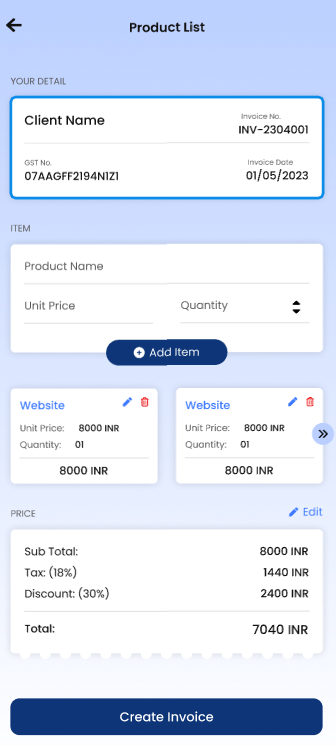 Product List
YOUR DETAIL
Client Name
Invoice No.
INV-2304001
GST No.
07AAGFF2194N1Z1
Invoice Date
01/05/2023
ITEM
Product Name
Unit Price
Quantity
Add Item
Website
Unit Price: 8000 INR
Quantity: 01
8000 INR
Website
Unit Price: 8000 INR
Quantity: 01
8000 INR
PRICE
Edit
Sub Total: 8000 INR
Tax: (18%) 1440 INR
Discount: (30%) 2400 INR
Total: 7040 INR
Create Invoice